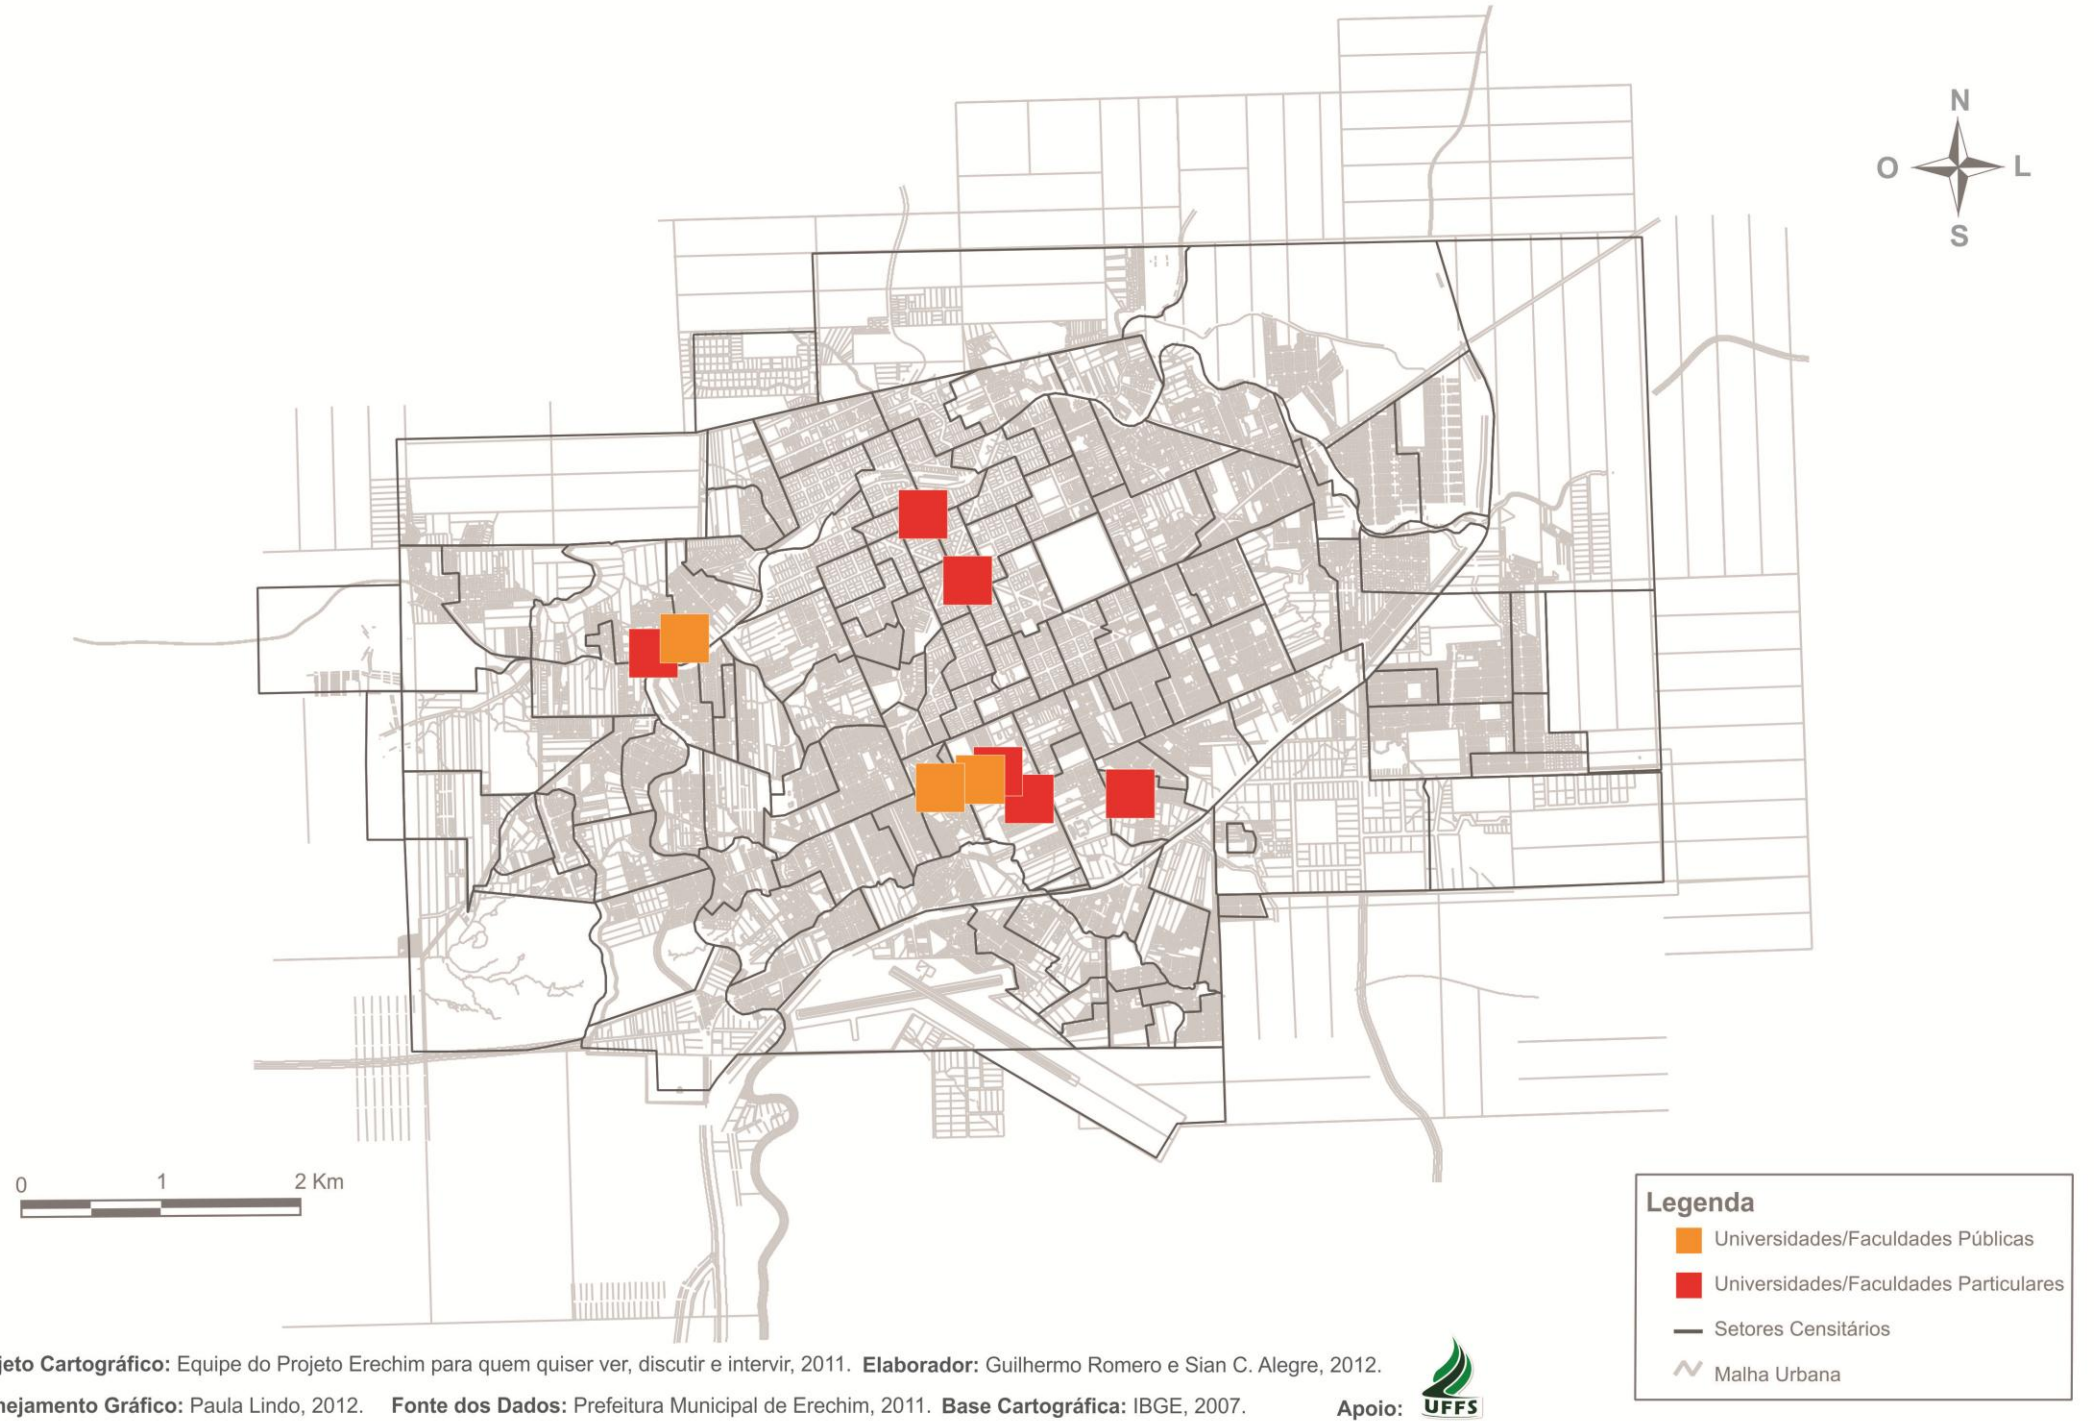 N
O L
S
0 1 2 Km
Legenda
Universidades/Faculdades Públicas
Universidades/Faculdades Particulares
Setores Censitários
Malha Urbana
jeto Cartográfico: Equipe do Projeto Erechim para quem quiser ver, discutir e intervir, 2011. Elaborador: Guilhermo Romero e Sian C. Alegre, 2012.
nejamento Gráfico: Paula Lindo, 2012. Fonte dos Dados: Prefeitura Municipal de Erechim, 2011. Base Cartográfica: IBGE, 2007. Apoio: UFFS